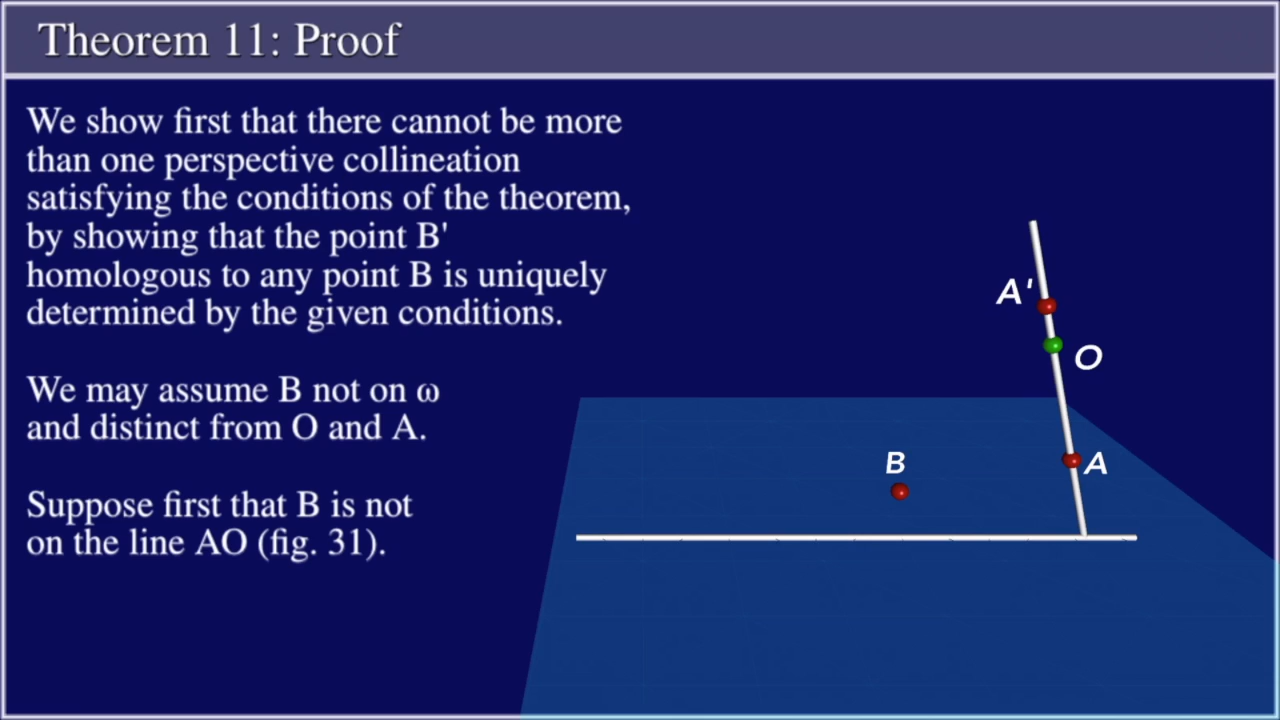 Theorem 11: Proof
We show first that there cannot be more
than one perspective collineation
satisfying the conditions of the theorem,
by showing that the point B'
homologous to any point B is uniquely
determined by the given conditions.
We may assume B not on ω
and distinct from O and A.
Suppose first that B is not
on the line AO (fig. 31).
A'
O
B
A